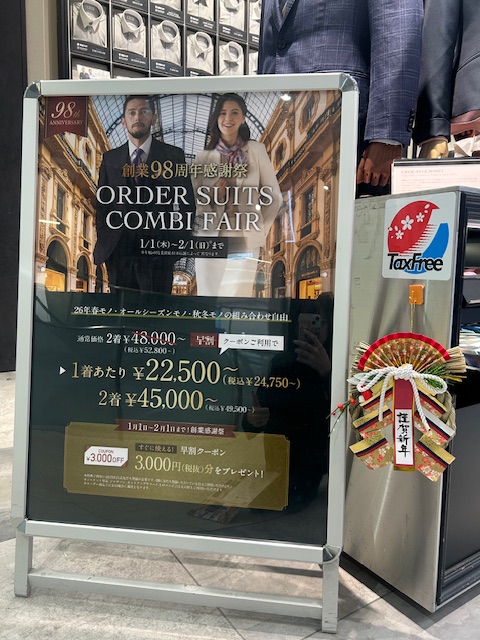 98th
ANNIVERSARY
創業98周年感謝祭
ORDER SUITS
COMBI FAIR
1/1(木)～2/1(日)まで
26年春モノ・オールシーズンモノ・秋冬モノの組み合わせ自由
通常価格 2着¥48,000～
(税込¥52,800～)
早割 クーポンご利用で
1着あたり ¥22,500～(税込¥24,750～)
2着 ¥45,000～(税込¥49,500～)
1月1日～2月1日まで!創業感謝祭
COUPON
¥3,000OFF
すぐに使える! 早割クーポン
3,000円(税抜)分をプレゼント!
TaxFree
謹賀新年